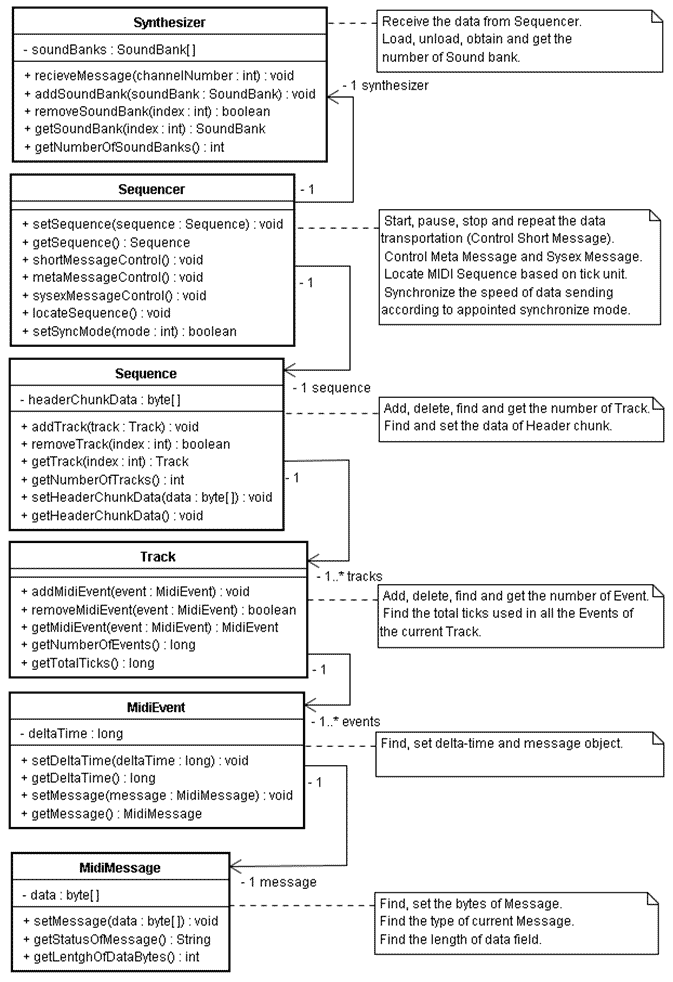 Synthesizer
- soundBanks : SoundBank[]
+ recieveMessage(channelNumber : int) : void
+ addSoundBank(soundBank : SoundBank) : void
+ removeSoundBank(index : int) : boolean
+ getSoundBank(index : int) : SoundBank
+ getNumberOfSoundBanks() : int
Receive the data from Sequencer.
Load, unload, obtain and get the
number of Sound bank.
- 1 synthesizer
- 1
Sequencer
+ setSequence(sequence : Sequence) : void
+ getSequence() : Sequence
+ shortMessageControl() : void
+ metaMessageControl() : void
+ sysexMessageControl() : void
+ locateSequence() : void
+ setSyncMode(mode : int) : boolean
- 1
Start, pause, stop and repeat the data
transportation (Control Short Message).
Control Meta Message and Sysex Message.
Locate MIDI Sequence based on tick unit.
Synchronize the speed of data sending
according to appointed synchronize mode.
- 1 sequence
Sequence
- headerChunkData : byte[]
+ addTrack(track : Track) : void
+ removeTrack(index : int) : boolean
+ getTrack(index : int) : Track
+ getNumberOfTracks() : int
+ setHeaderChunkData(data : byte[]) : void
+ getHeaderChunkData() : void
Add, delete, find and get the number of Track.
Find and set the data of Header chunk.
- 1
- 1..* tracks
Track
+ addMidiEvent(event : MidiEvent) : void
+ removeMidiEvent(event : MidiEvent) : boolean
+ getMidiEvent(event : MidiEvent) : MidiEvent
+ getNumberOfEvents() : long
+ getTotalTicks() : long
Add, delete, find and get the number of Event.
Find the total ticks used in all the Events of
the current Track.
- 1
- 1..* events
MidiEvent
- deltaTime : long
+ setDeltaTime(deltaTime : long) : void
+ getDeltaTime() : long
+ setMessage(message : MidiMessage) : void
+ getMessage() : MidiMessage
Find, set delta-time and message object.
- 1
- 1 message
MidiMessage
- data : byte[]
+ setMessage(data : byte[]) : void
+ getStatusOfMessage() : String
+ getLentghOfDataBytes() : int
Find, set the bytes of Message.
Find the type of current Message.
Find the length of data field.